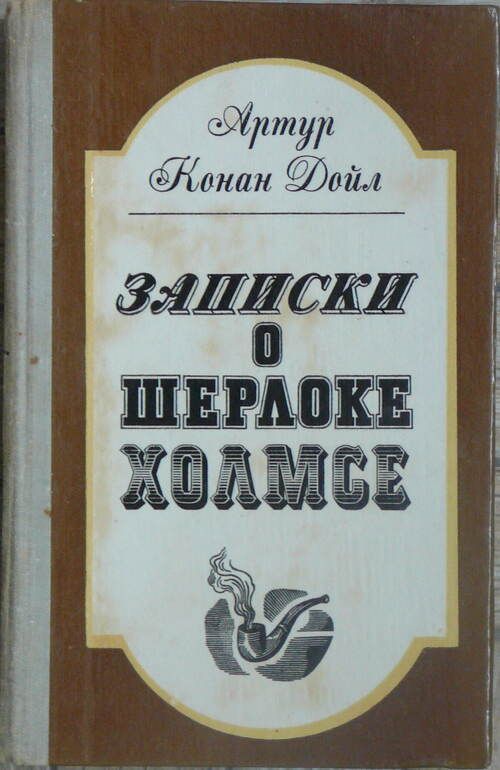 Артур
Конан Дойл
ЗАПИСКИ
О
ШЕРЛОКЕ
ХОЛМСЕ